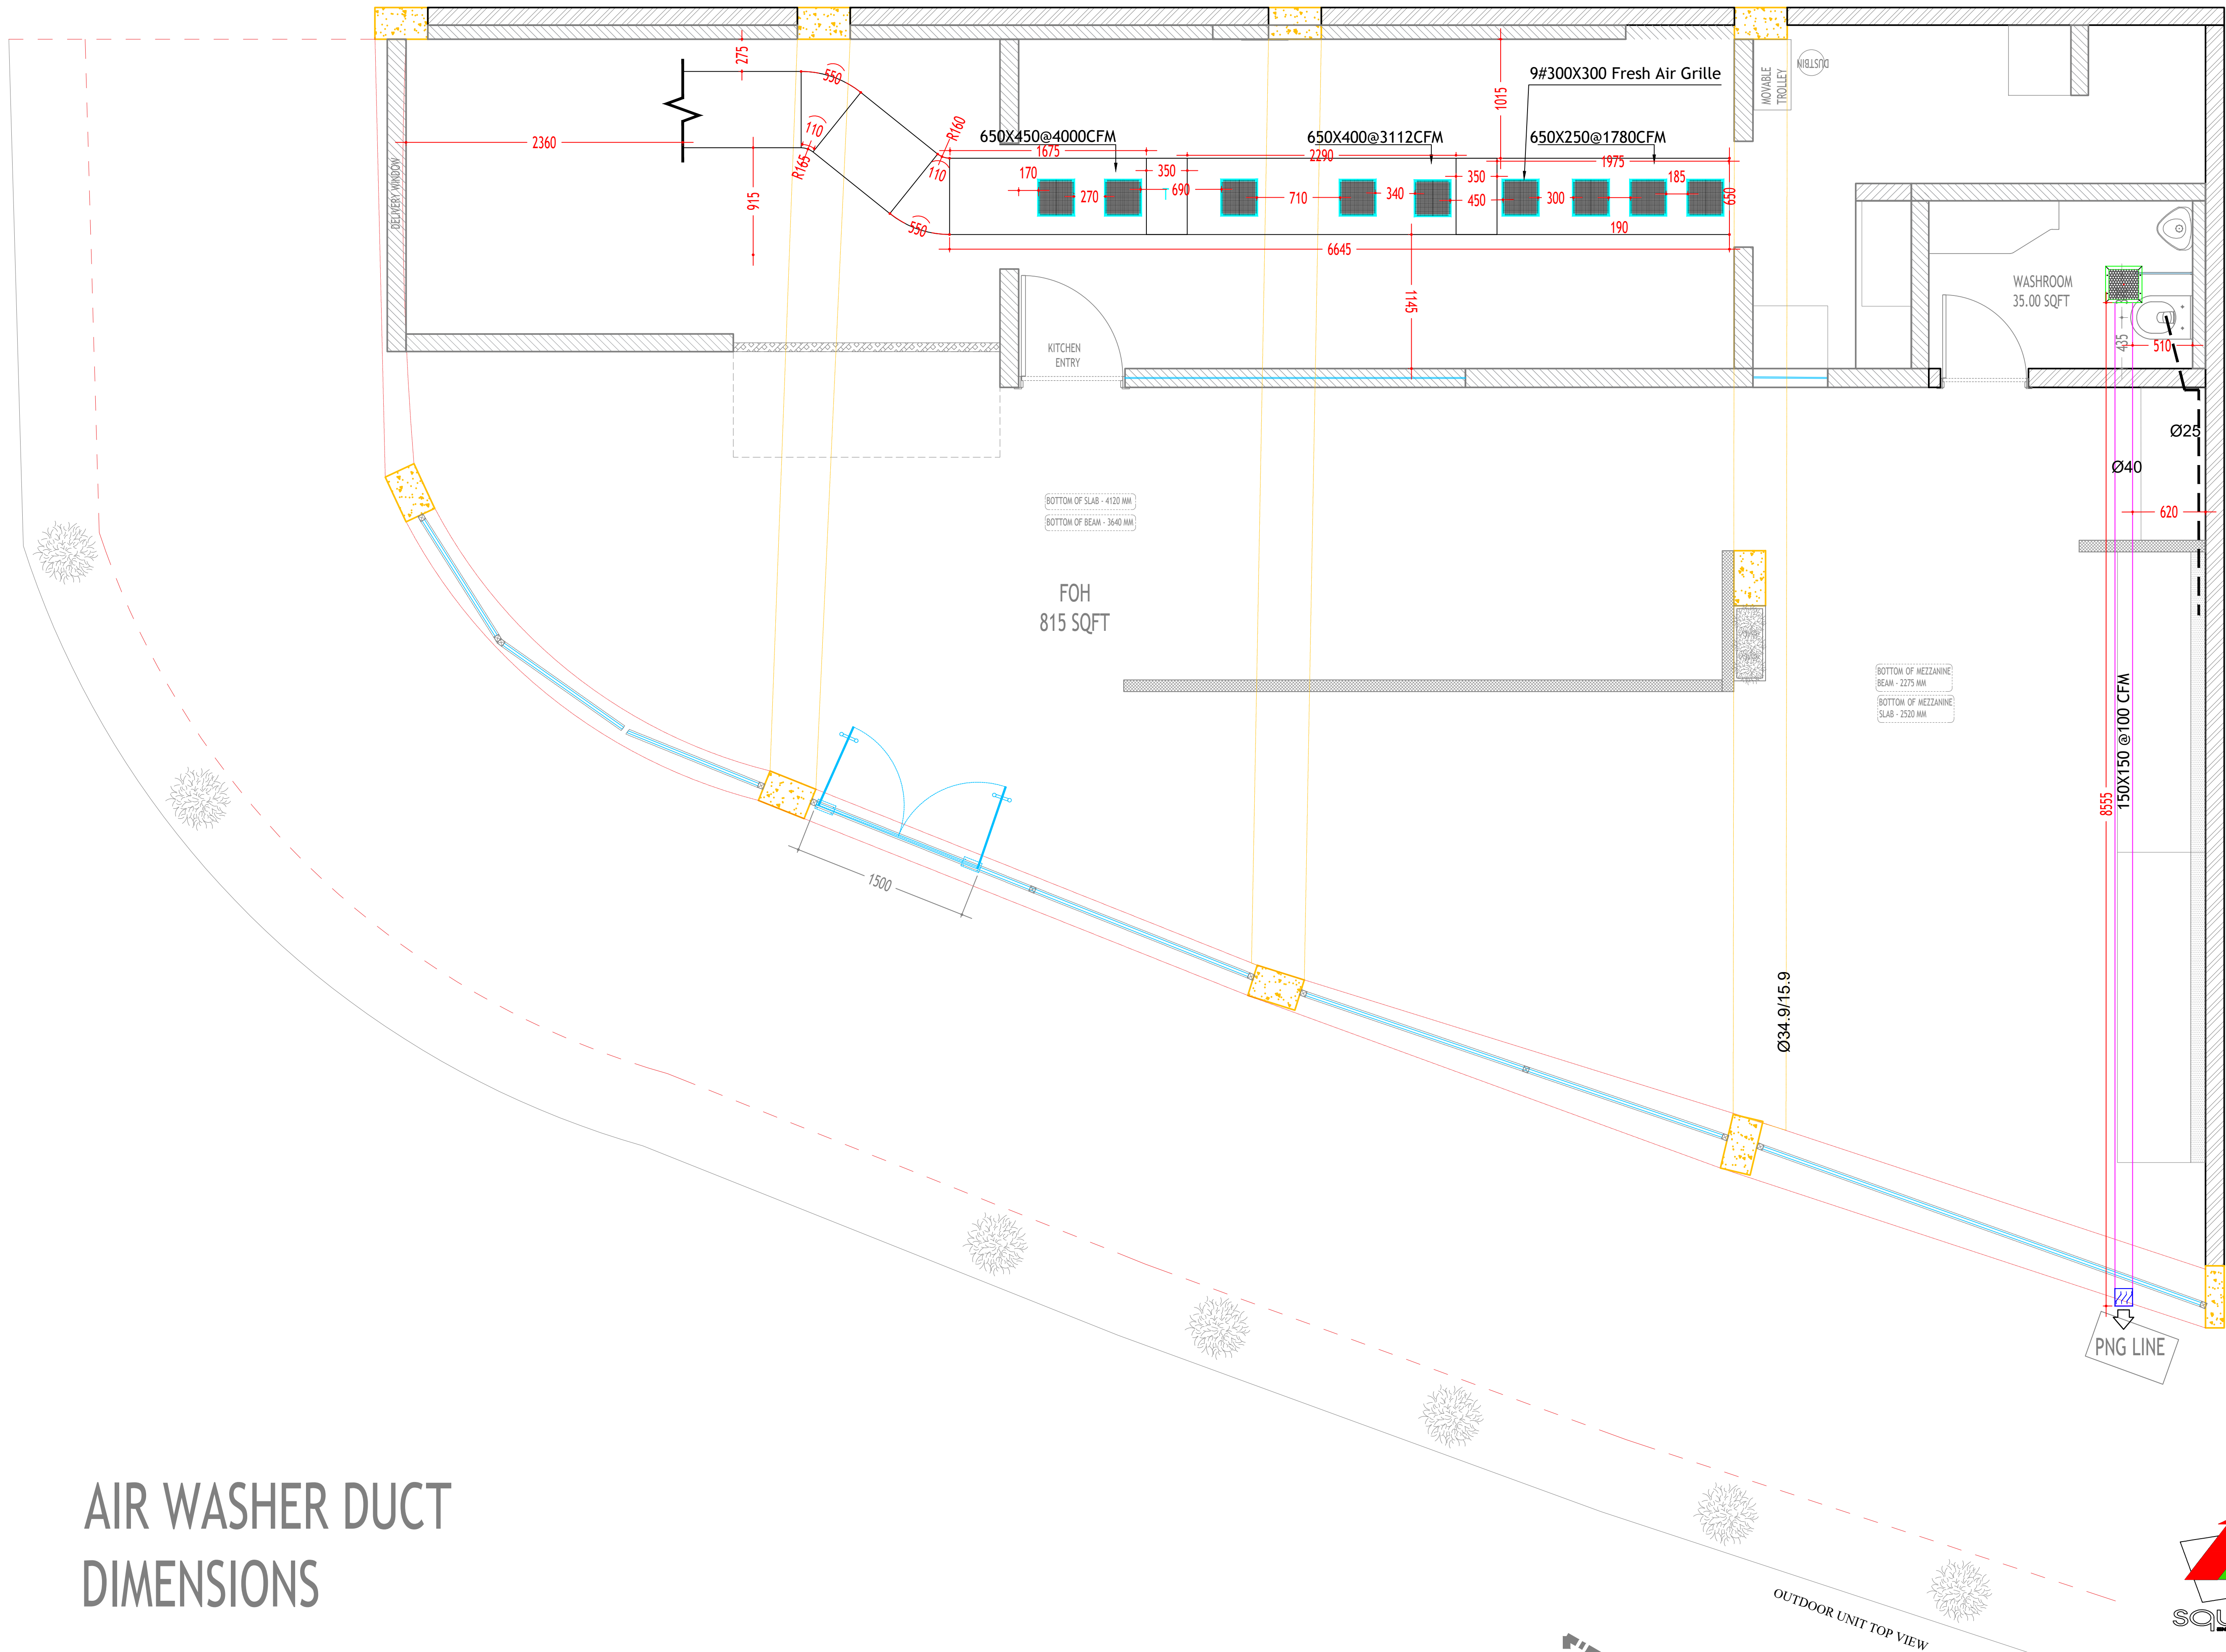 275
550
110
R165
2360
915
DELIVERY WINDOW
R160
110
550
650X450@4000CFM
1675
170
270
350
690
650X400@3112CFM
2290
710
340
350
450
9#300X300 Fresh Air Grille
1015
650X250@1780CFM
1975
185
300
190
650
6645
1145
MOVABLE
TROLLEY
DUSTBIN
KITCHEN
ENTRY
WASHROOM
35.00 SQFT
435
510
Ø25
Ø40
620
BOTTOM OF SLAB - 4120 MM
BOTTOM OF BEAM - 3640 MM
FOH
815 SQFT
BOTTOM OF MEZZANINE
BEAM - 2275 MM
BOTTOM OF MEZZANINE
SLAB - 2520 MM
8555
150X150 @100 CFM
1500
Ø34.9/15.9
PNG LINE
AIR WASHER DUCT
DIMENSIONS
OUTDOOR UNIT TOP VIEW